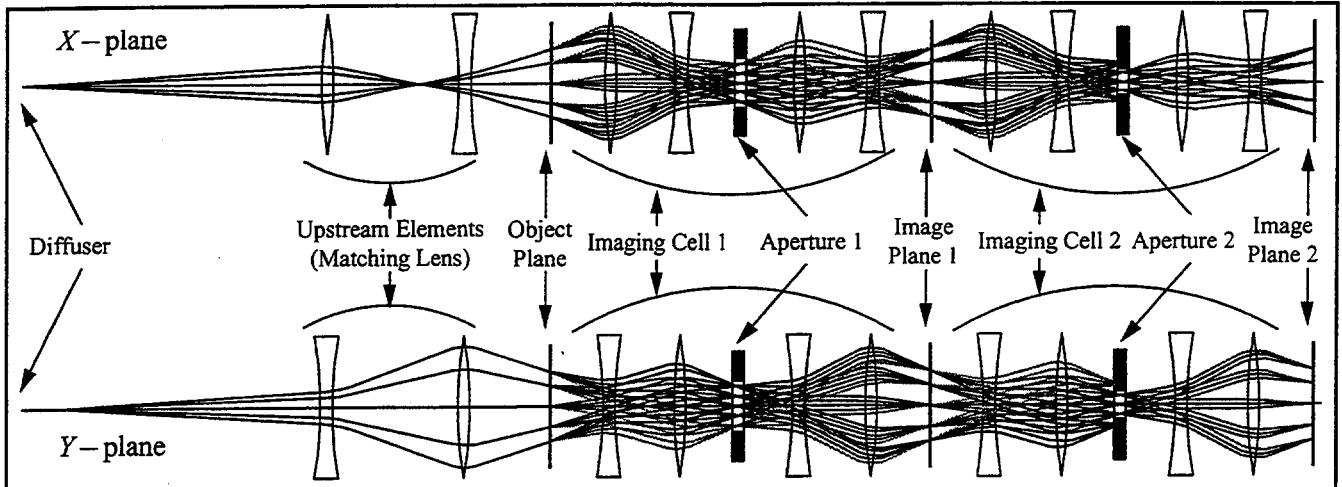 X – plane
Diffuser
Upstream Elements
(Matching Lens)
Object
Plane
Imaging Cell 1
Aperture 1
Image
Plane 1
Imaging Cell 2
Aperture 2
Image
Plane 2
Y – plane